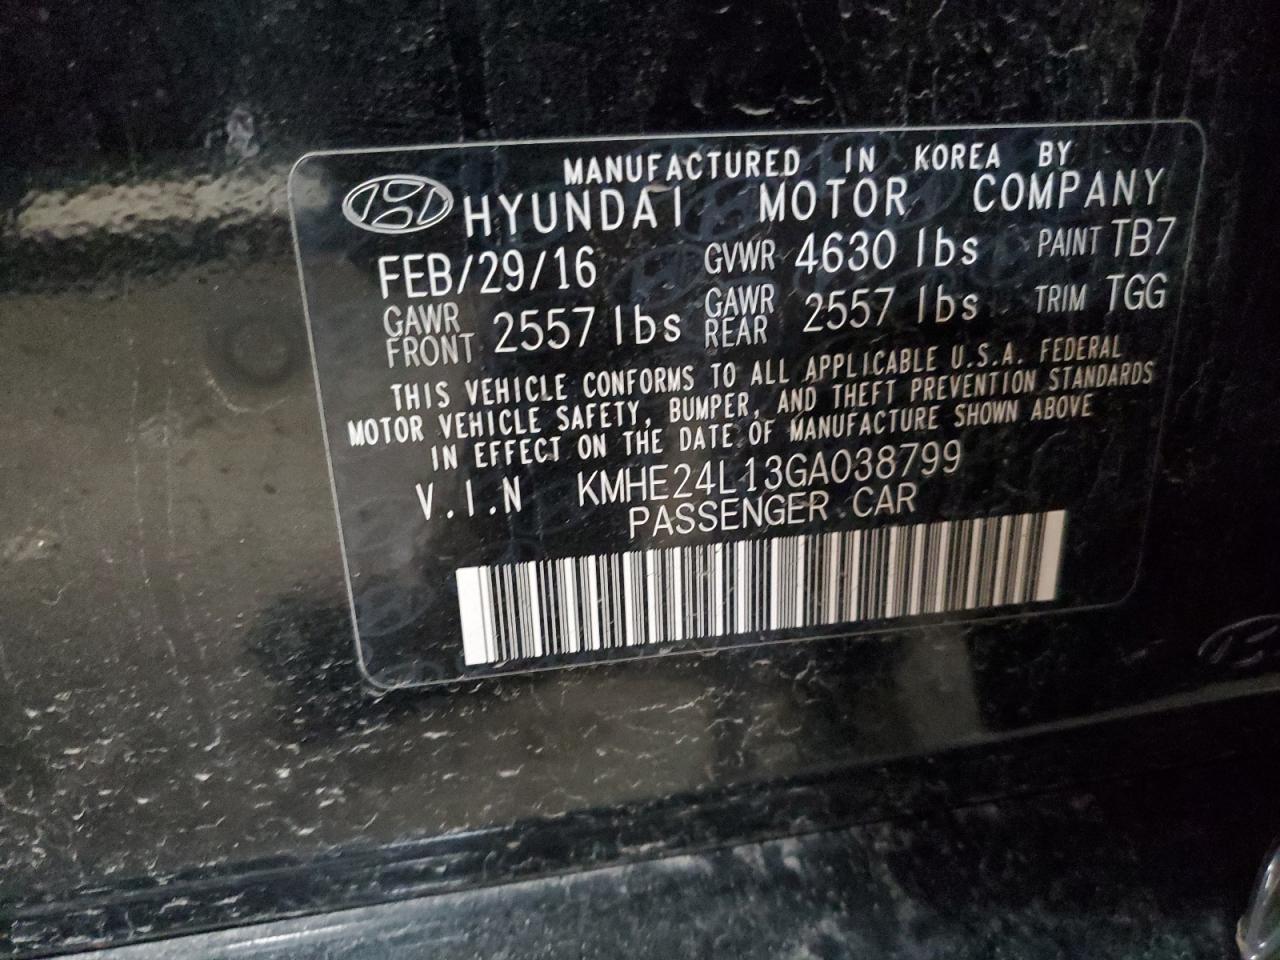 MANUFACTURED IN KOREA BY
HYUNDAI MOTOR COMPANY
FEB/29/16 GVWR 4630 lbs PAINT TB7
GAWR FRONT 2557 lbs GAWR REAR 2557 lbs TRIM TGG
THIS VEHICLE CONFORMS TO ALL APPLICABLE U.S.A. FEDERAL
MOTOR VEHICLE SAFETY, BUMPER, AND THEFT PREVENTION STANDARDS
IN EFFECT ON THE DATE OF MANUFACTURE SHOWN ABOVE
V.I.N KMHE24L13GA038799
PASSENGER CAR